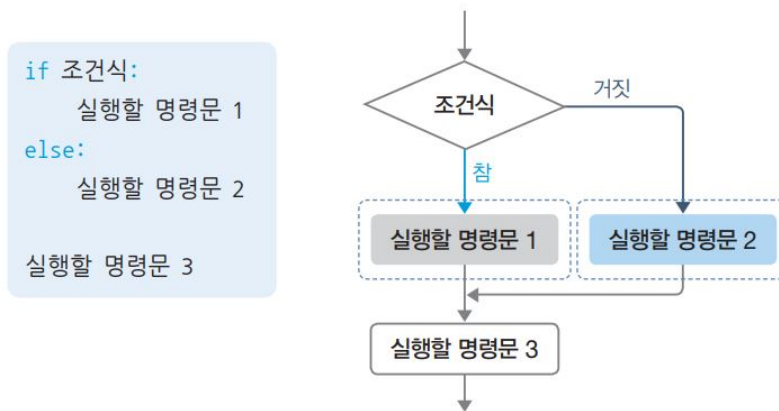 if 조건식:
실행할 명령문 1
else:
실행할 명령문 2
실행할 명령문 3
조건식
거짓
참
실행할 명령문 1
실행할 명령문 2
실행할 명령문 3